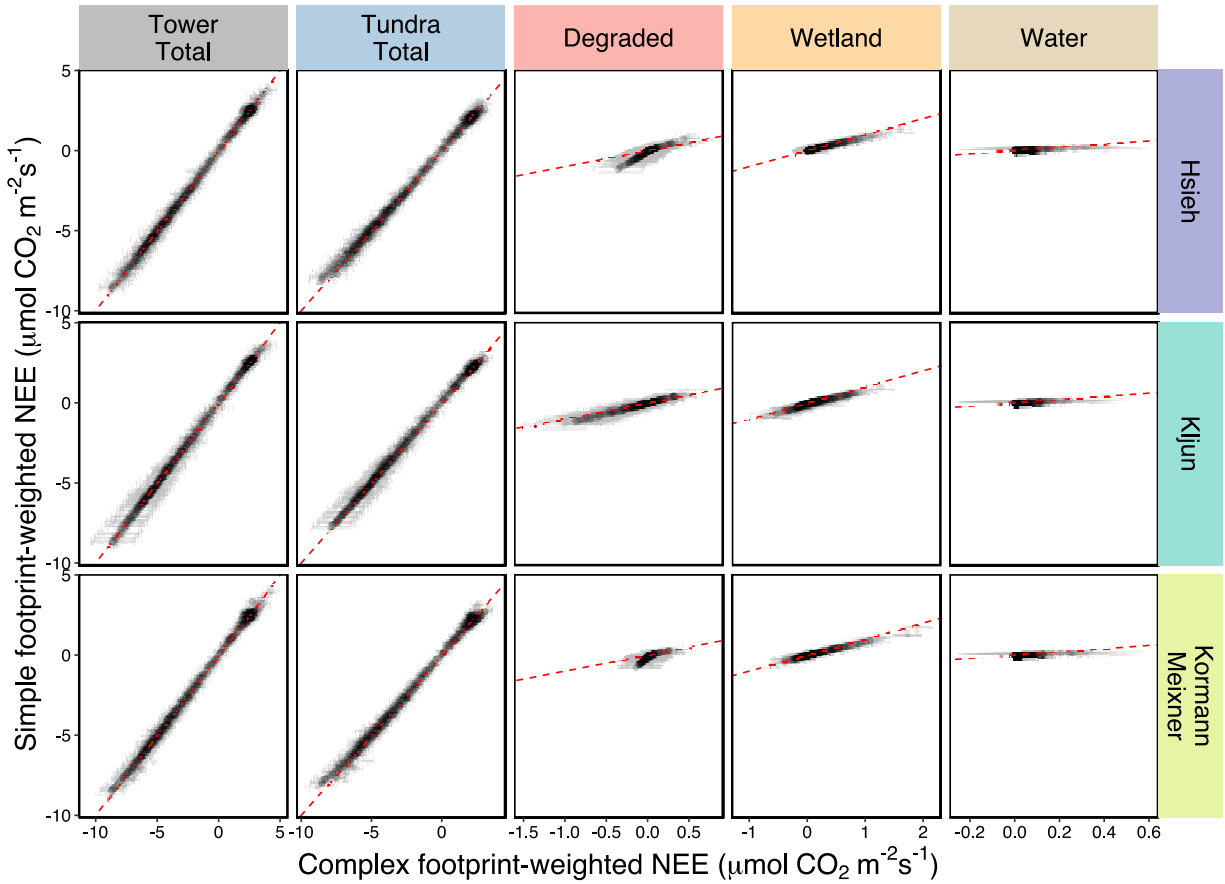 Tower
Total
Tundra
Total
Degraded
Wetland
Water
Simple footprint-weighted NEE (μmol CO₂ m⁻²s⁻¹)
5
0
-5
-10
Hsieh
5
0
-5
-10
Kljun
5
0
-5
-10
Kormann
Meixner
-10 -5 0 5
-10 -5 0
-1.5 -1.0 -0.5 0.0 0.5
-1 0 1 2
-0.2 0.0 0.2 0.4 0.6
Complex footprint-weighted NEE (μmol CO₂ m⁻²s⁻¹)